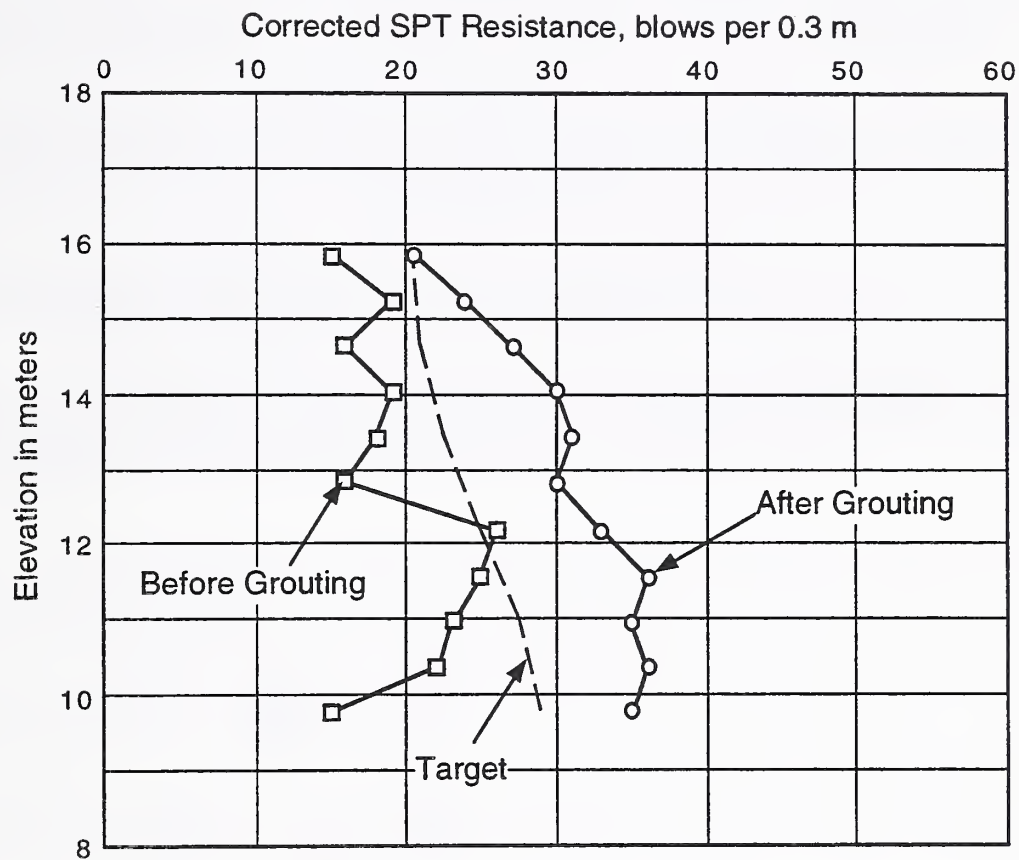 Corrected SPT Resistance, blows per 0.3 m
0 10 20 30 40 50 60
18
16
14
12
10
8
Elevation in meters
After Grouting
Before Grouting
Target